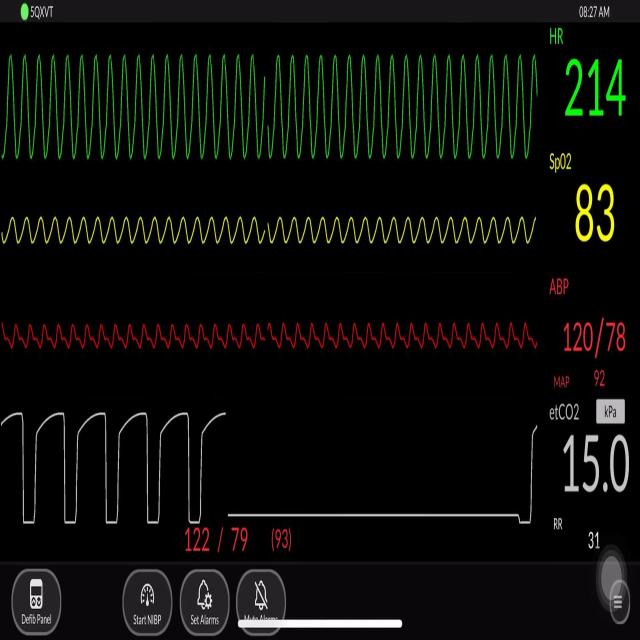 5QXVT
08:27 AM
HR
214
SpO2
83
ABP
120/78
MAP 92
etCO2 kPa
15.0
RR
31
122 / 79 (93)
Defib Panel
Start NIBP
Set Alarms
Mute Alarms